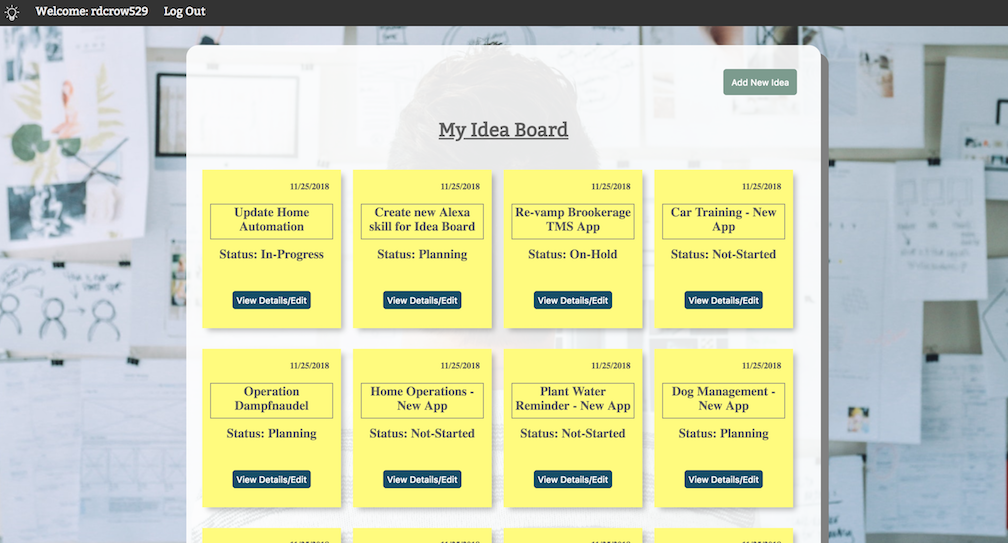 Welcome: rdcrow529 Log Out
Add New Idea
My Idea Board
11/25/2018
Update Home
Automation
Status: In-Progress
View Details/Edit
11/25/2018
Create new Alexa
skill for Idea Board
Status: Planning
View Details/Edit
11/25/2018
Re-vamp Brookerage
TMS App
Status: On-Hold
View Details/Edit
11/25/2018
Car Training - New
App
Status: Not-Started
View Details/Edit
11/25/2018
Operation
Dampfnaudel
Status: Planning
View Details/Edit
11/25/2018
Home Operations -
New App
Status: Not-Started
View Details/Edit
11/25/2018
Plant Water
Reminder - New App
Status: Not-Started
View Details/Edit
11/25/2018
Dog Management -
New App
Status: Planning
View Details/Edit